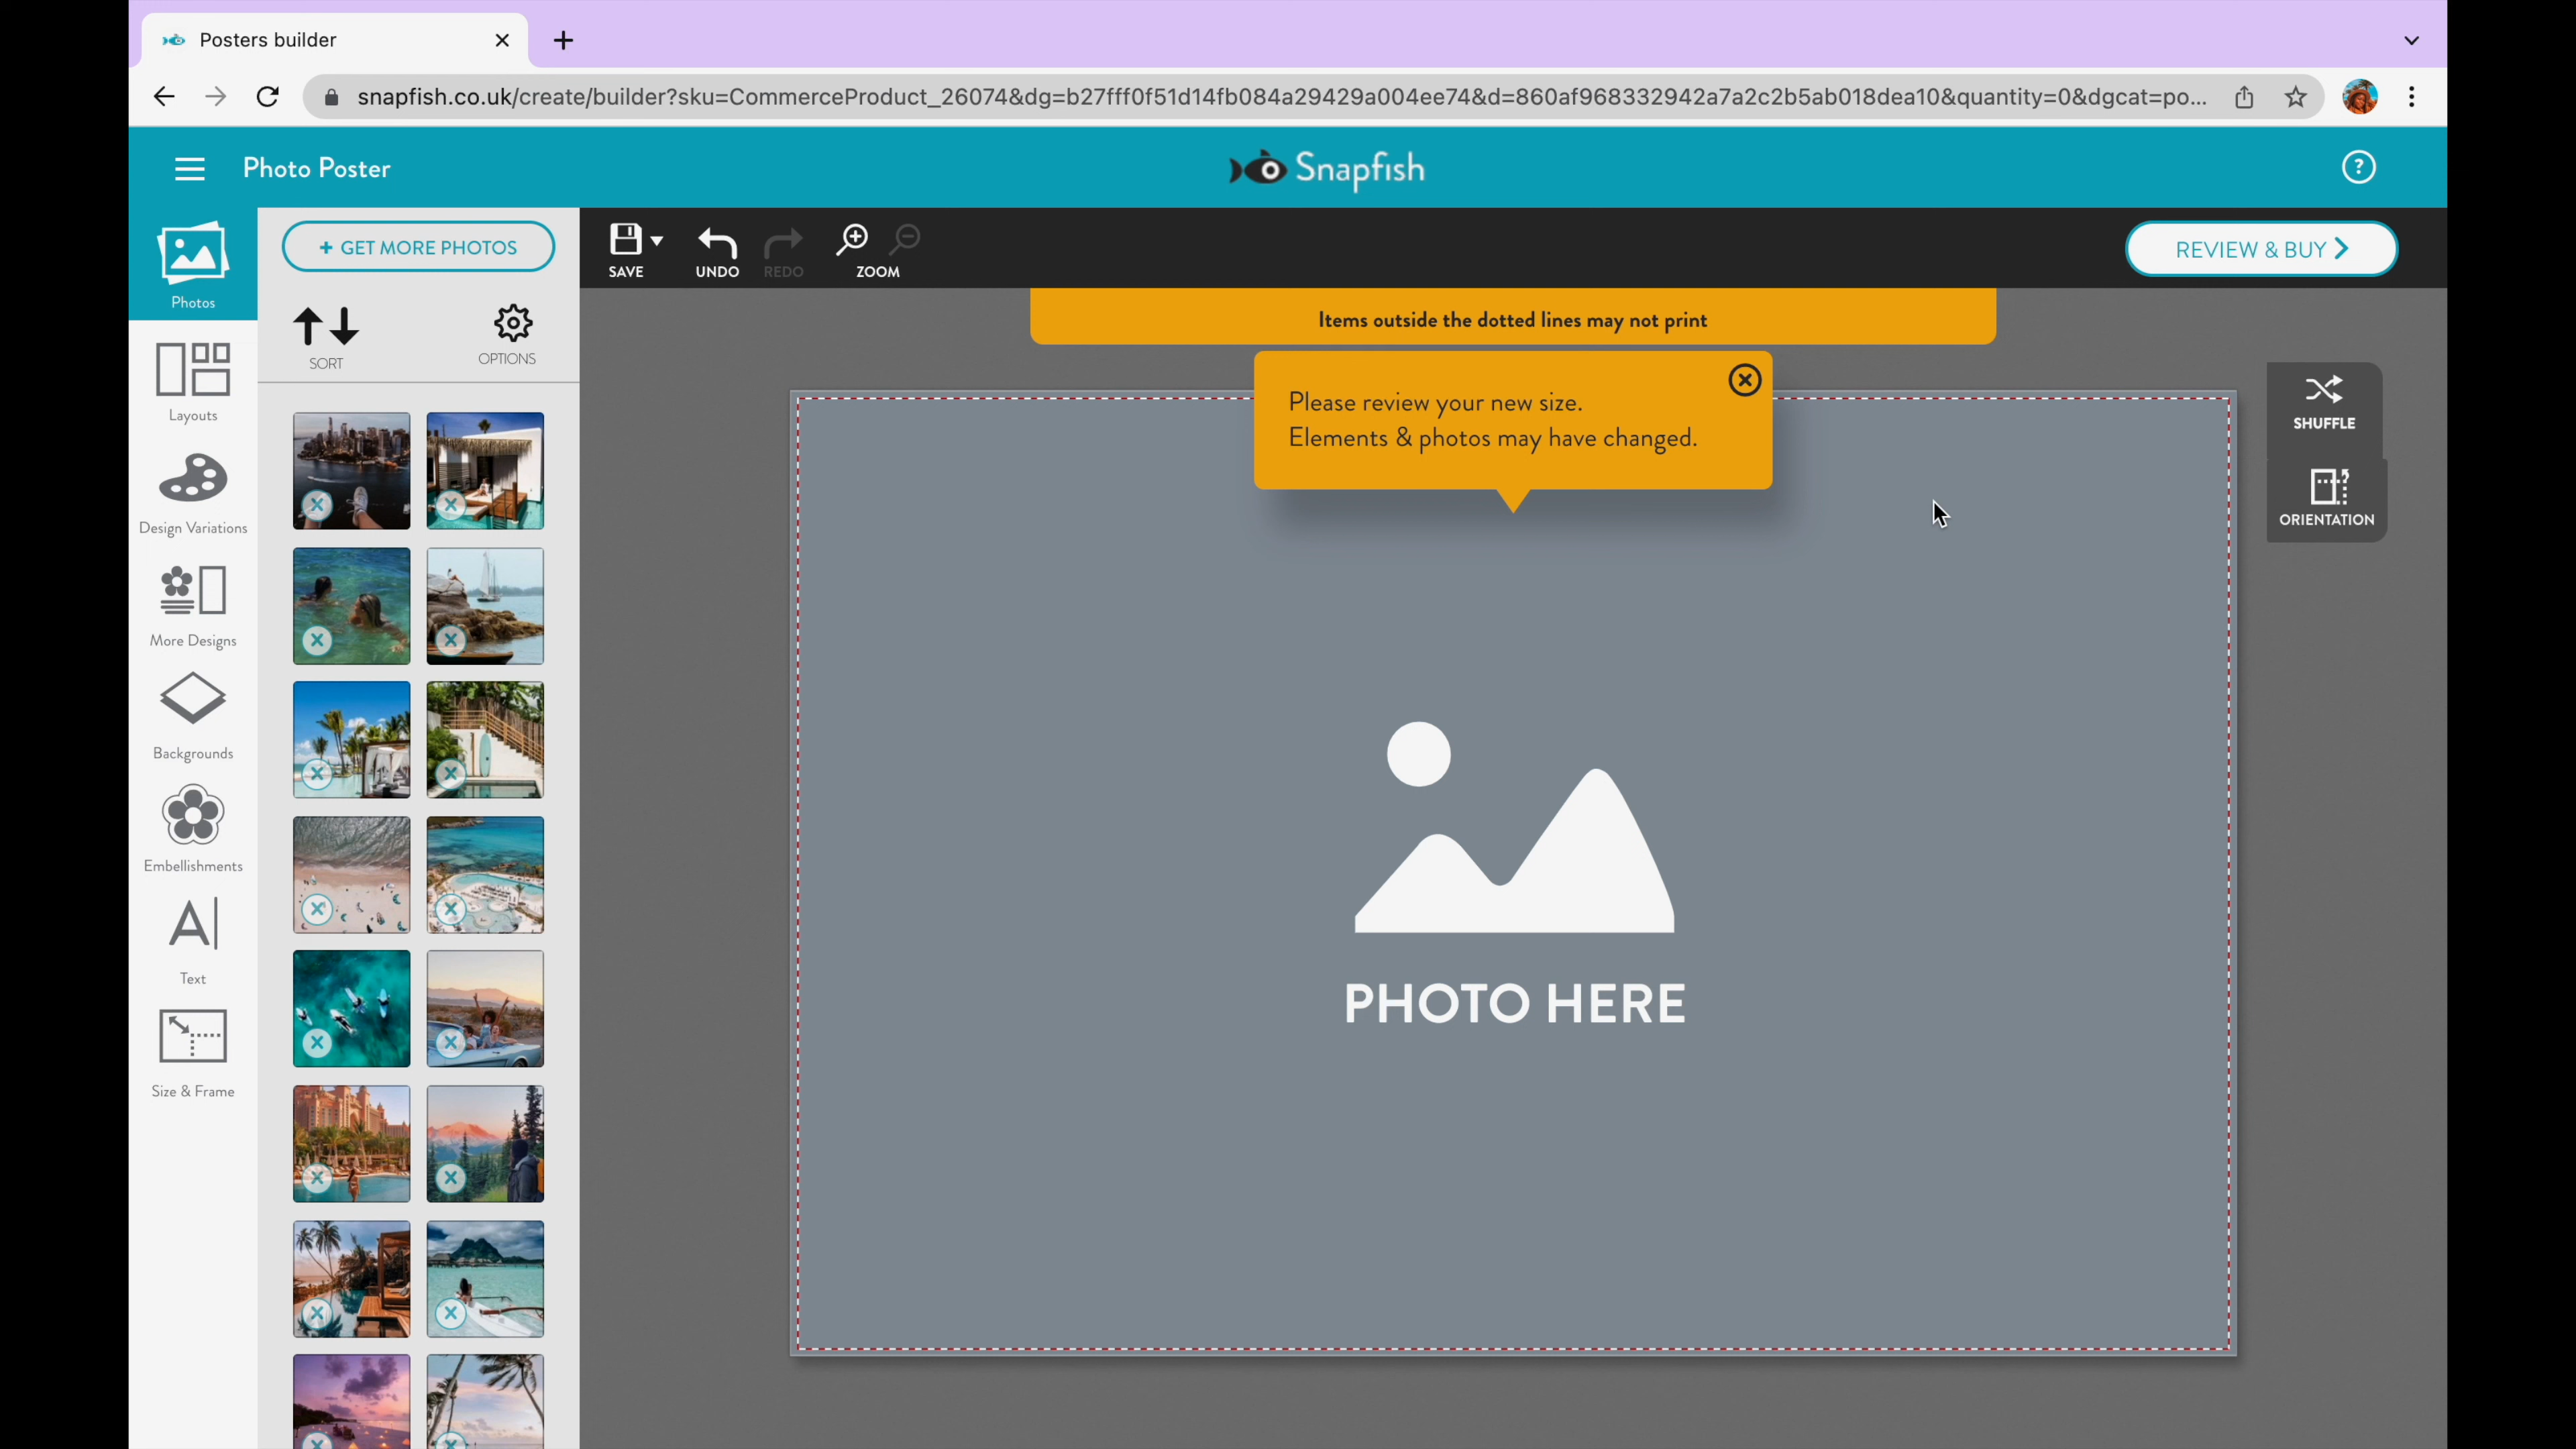 Posters builder
snapfish.co.uk/create/builder?sku=CommerceProduct_26074&dg=b27fff0f51d14fb084a29429a004ee74&d=860af968332942a7a2c2b5ab018dea10&quantity=0&dgcat=po...
Photo Poster
Snapfish
?
Photos
+ GET MORE PHOTOS
SAVE
UNDO
REDO
ZOOM
REVIEW & BUY
SORT
OPTIONS
Items outside the dotted lines may not print
Please review your new size.
Elements & photos may have changed.
SHUFFLE
ORIENTATION
Layouts
Design Variations
More Designs
Backgrounds
Embellishments
A|
Text
Size & Frame
PHOTO HERE